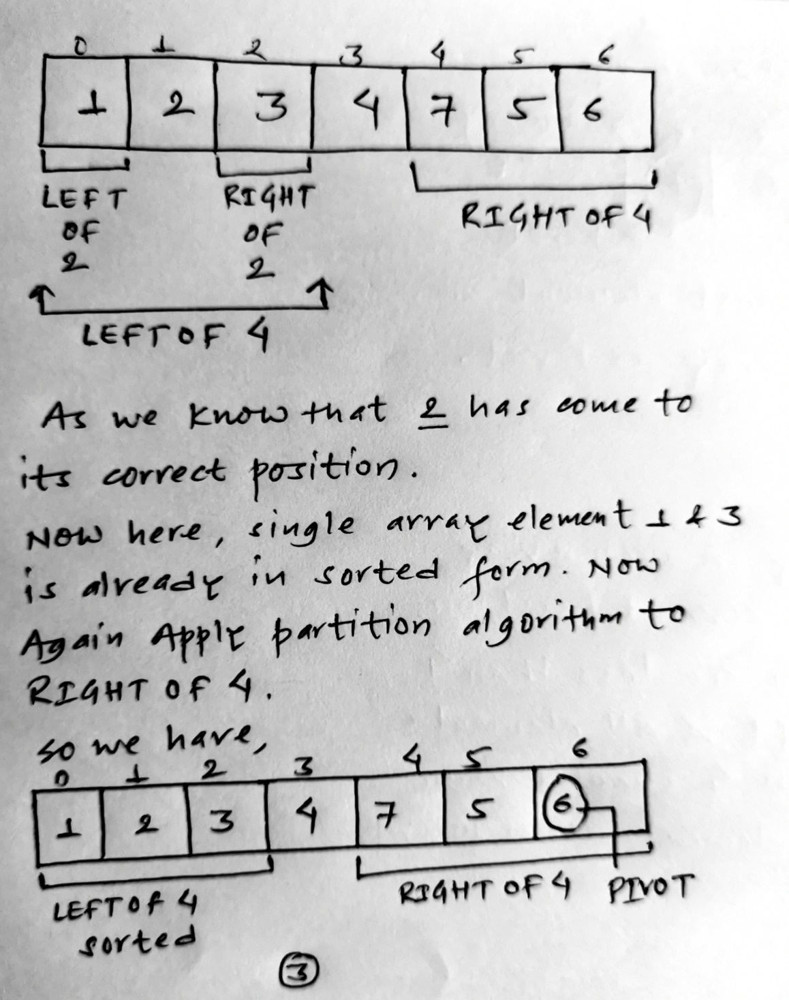 0 1 2 3 4 5 6
1 2 3 4 7 5 6
LEFT OF 2
RIGHT OF 2
RIGHT OF 4
LEFT OF 4
As we know that 2 has come to
its correct position.
NOW here, single array element 1 & 3
is already in sorted form. NOW
Again Apply partition algorithm to
RIGHT OF 4.
so we have,
0 1 2 3 4 5 6
1 2 3 4 7 5 6
LEFT OF 4
sorted
RIGHT OF 4
PIVOT
3